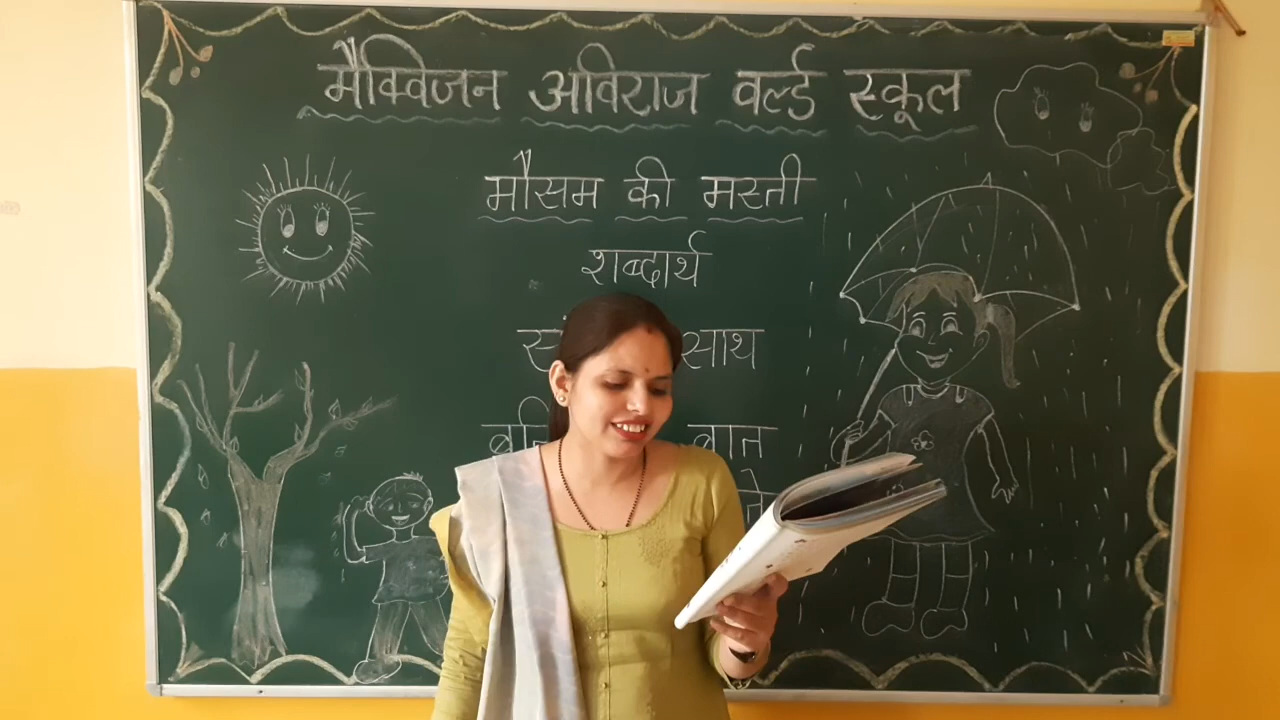 मैक्विजन अविराज वर्ल्ड स्कूल
मौसम की मस्ती
शब्दार्थ
साथ
बात